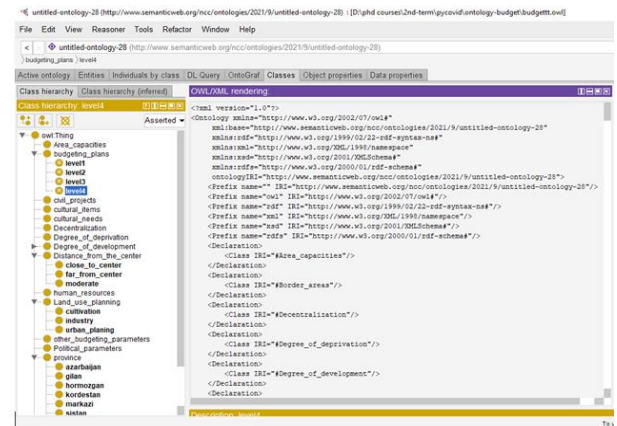 untitled-ontology-28 (http://www.semanticweb.org/ncc/ontologies/2021/9/untitled-ontology-28) : [D:\phd courses\2nd-term\pycovid\ontology-budget\budgettt.owl]
File Edit View Reasoner Tools Refactor Window Help
< > untitled-ontology-28 (http://www.semanticweb.org/ncc/ontologies/2021/9/untitled-ontology-28)
budgeting_plans level4
Active ontology Entities Individuals by class DL Query OntoGraf Classes Object properties Data properties
Class hierarchy Class hierarchy (inferred)
Class hierarchy: level4
Asserted
owl:Thing
Area_capacities
budgeting_plans
level1
level2
level3
level4
civil_projects
cultural_items
cultural_needs
Decentralization
Degree_of_deprivation
Degree_of_development
Distance_from_the_center
close_to_center
far_from_center
moderate
human_resources
Land_use_planning
cultivation
industry
urban_planing
other_budgeting_parameters
Political_parameters
province
azarbaijan
gilan
hormozgan
kordestan
markazi
sistan
OWL/XML rendering:
<?xml version="1.0"?>
<Ontology xmlns="http://www.w3.org/2002/07/owl#"
xml:base="http://www.semanticweb.org/ncc/ontologies/2021/9/untitled-ontology-28"
xmlns:rdf="http://www.w3.org/1999/02/22-rdf-syntax-ns#"
xmlns:xml="http://www.w3.org/XML/1998/namespace"
xmlns:xsd="http://www.w3.org/2001/XMLSchema#"
xmlns:rdfs="http://www.w3.org/2000/01/rdf-schema#"
ontologyIRI="http://www.semanticweb.org/ncc/ontologies/2021/9/untitled-ontology-28">
<Prefix name="" IRI="http://www.semanticweb.org/ncc/ontologies/2021/9/untitled-ontology-28"/>
<Prefix name="owl" IRI="http://www.w3.org/2002/07/owl#"/>
<Prefix name="rdf" IRI="http://www.w3.org/1999/02/22-rdf-syntax-ns#"/>
<Prefix name="xml" IRI="http://www.w3.org/XML/1998/namespace"/>
<Prefix name="xsd" IRI="http://www.w3.org/2001/XMLSchema#"/>
<Prefix name="rdfs" IRI="http://www.w3.org/2000/01/rdf-schema#"/>
<Declaration>
<Class IRI="#Area_capacities"/>
</Declaration>
<Declaration>
<Class IRI="#Border_areas"/>
</Declaration>
<Declaration>
<Class IRI="#Decentralization"/>
</Declaration>
<Declaration>
<Class IRI="#Degree_of_deprivation"/>
</Declaration>
<Declaration>
<Class IRI="#Degree_of_development"/>
</Declaration>
<Declaration>
Description: level4